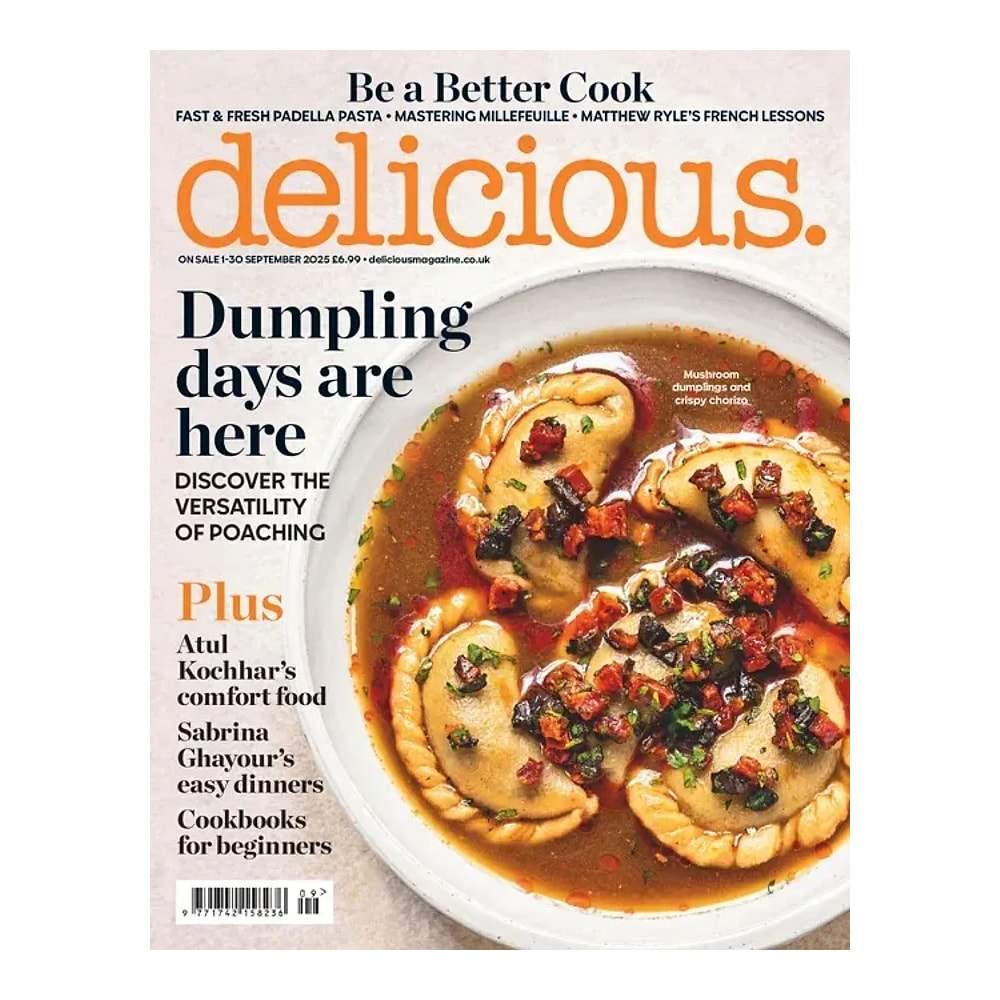 Be a Better Cook
FAST & FRESH PADELLA PASTA • MASTERING MILLEFEUILLE • MATTHEW RYLE'S FRENCH LESSONS
delicious.
ON SALE 1-30 SEPTEMBER 2025 £6.99 • deliciousmagazine.co.uk
Dumpling
days are
here
DISCOVER THE
VERSATILITY
OF POACHING
Mushroom
dumplings and
crispy chorizo
Plus
Atul
Kochhar's
comfort food
Sabrina
Ghayour's
easy dinners
Cookbooks
for beginners
09>
9 771742 158236